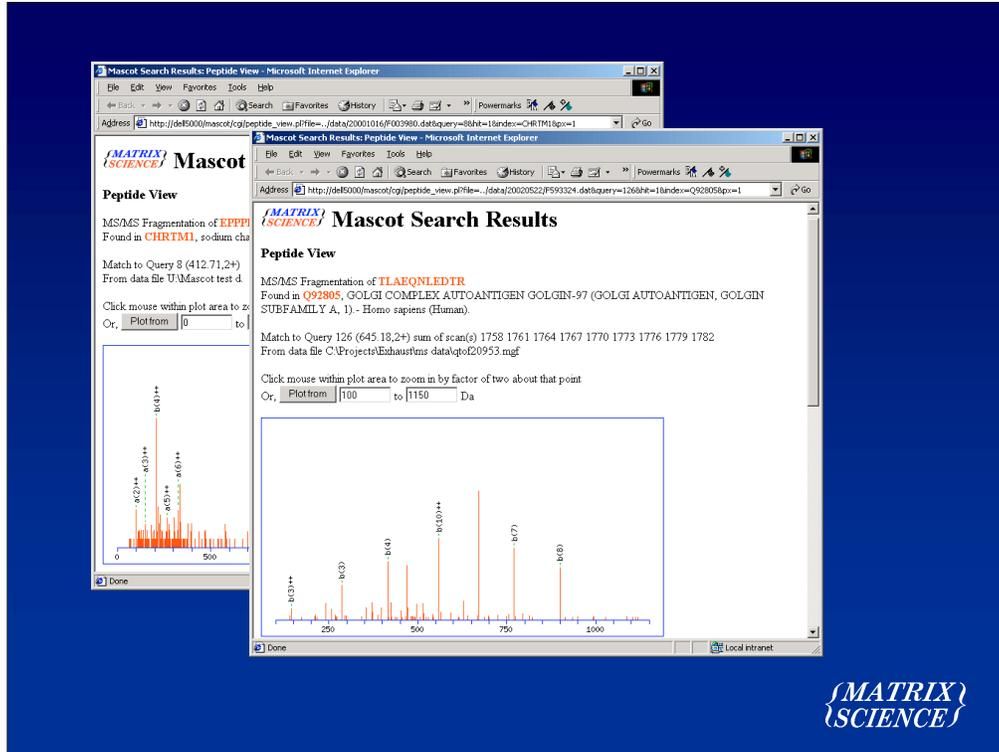 Mascot Search Results: Peptide View - Microsoft Internet Explorer
File Edit View Favorites Tools Help
Back Search Favorites History Powermarks
Address http://dell5000/mascot/cgi/peptide_view.pl?file=../data/20001016/F003980.dat&query=8&hit=1&index=CHRTM1&px=1 Go
{MATRIX
SCIENCE} Mascot
Peptide View
MS/MS Fragmentation of EPPP
Found in CHRTM1, sodium cha
Match to Query 8 (412.71,2+)
From data file U:\Mascot test d
Click mouse within plot area to zo
Or, Plot from 0 to
a(2)++
a(3)++
b(4)++
a(5)++
a(6)++
0 500
Done
Mascot Search Results: Peptide View - Microsoft Internet Explorer
File Edit View Favorites Tools Help
Back Search Favorites History Powermarks
Address http://dell5000/mascot/cgi/peptide_view.pl?file=../data/20020522/F593324.dat&query=126&hit=1&index=Q92805&px=1 Go
{MATRIX
SCIENCE} Mascot Search Results
Peptide View
MS/MS Fragmentation of TLAEQNLEDTR
Found in Q92805, GOLGI COMPLEX AUTOANTIGEN GOLGIN-97 (GOLGI AUTOANTIGEN, GOLGIN
SUBFAMILY A, 1).- Homo sapiens (Human).
Match to Query 126 (645.18,2+) sum of scan(s) 1758 1761 1764 1767 1770 1773 1776 1779 1782
From data file C:\Projects\Exhaust\ms data\qtof20953.mgf
Click mouse within plot area to zoom in by factor of two about that point
Or, Plot from 100 to 1150 Da
b(3)++
b(3)
b(4)
b(10)++
b(7)
b(8)
250 500 750 1000
Done Local intranet
{MATRIX
SCIENCE}